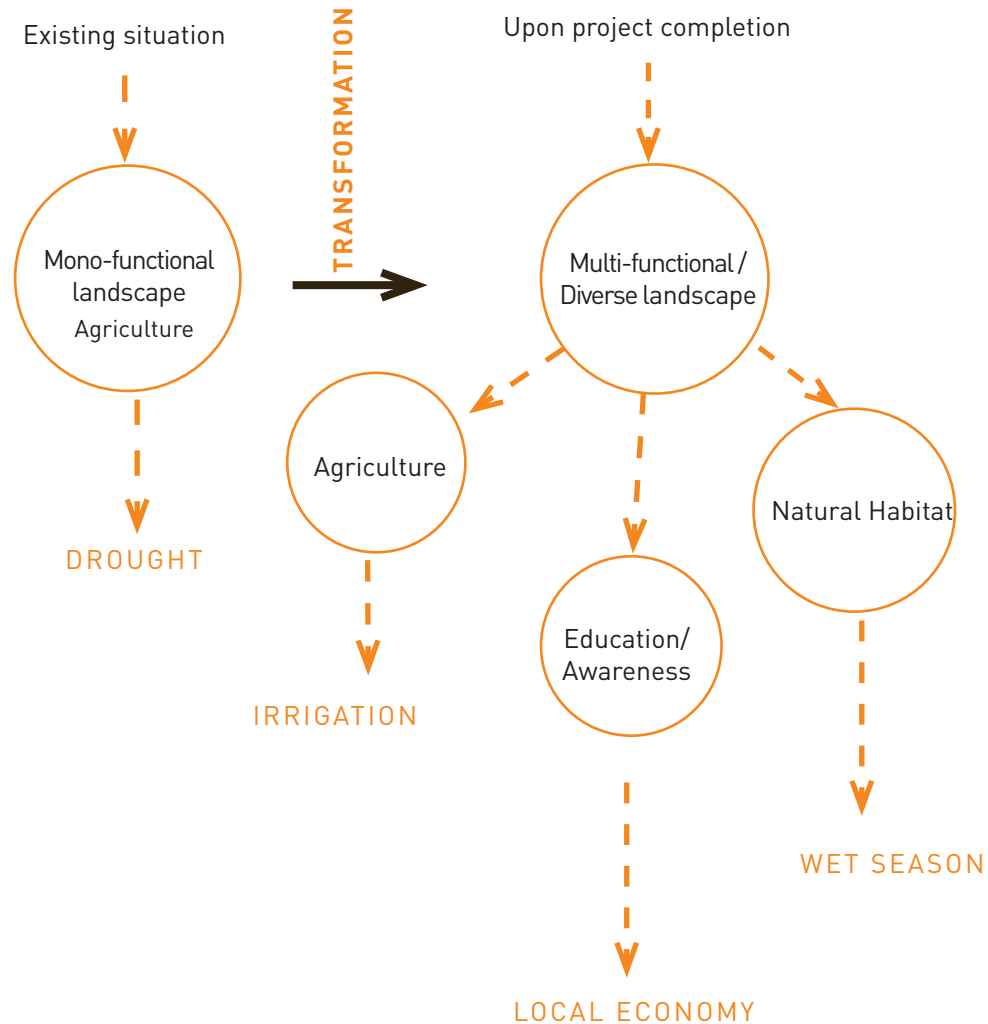 Existing situation
TRANSFORMATION
Upon project completion
Mono-functional
landscape
Agriculture
Multi-functional /
Diverse landscape
DROUGHT
Agriculture
IRRIGATION
Education/
Awareness
LOCAL ECONOMY
Natural Habitat
WET SEASON